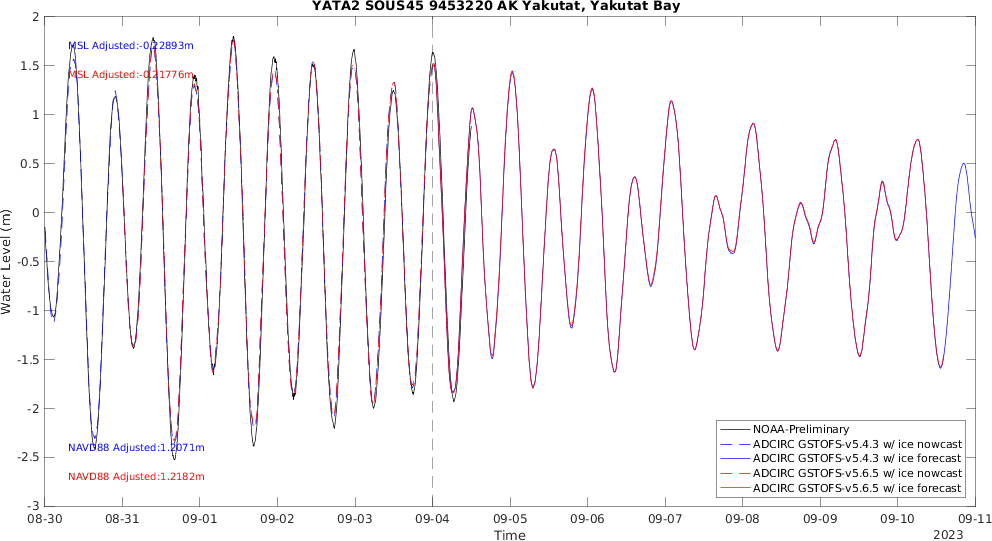 YATA2 SOUS45 9453220 AK Yakutat, Yakutat Bay
2
MSL Adjusted:-0.22893m
1.5
MSL Adjusted:-0.21776m
1
0.5
0
-0.5
-1
-1.5
-2
-2.5
-3
Water Level (m)
NAVD88 Adjusted:1.2071m
NAVD88 Adjusted:1.2182m
NOAA-Preliminary
ADCIRC GSTOFS-v5.4.3 w/ ice nowcast
ADCIRC GSTOFS-v5.4.3 w/ ice forecast
ADCIRC GSTOFS-v5.6.5 w/ ice nowcast
ADCIRC GSTOFS-v5.6.5 w/ ice forecast
08-30 08-31 09-01 09-02 09-03 09-04 09-05 09-06 09-07 09-08 09-09 09-10 09-11
Time
2023